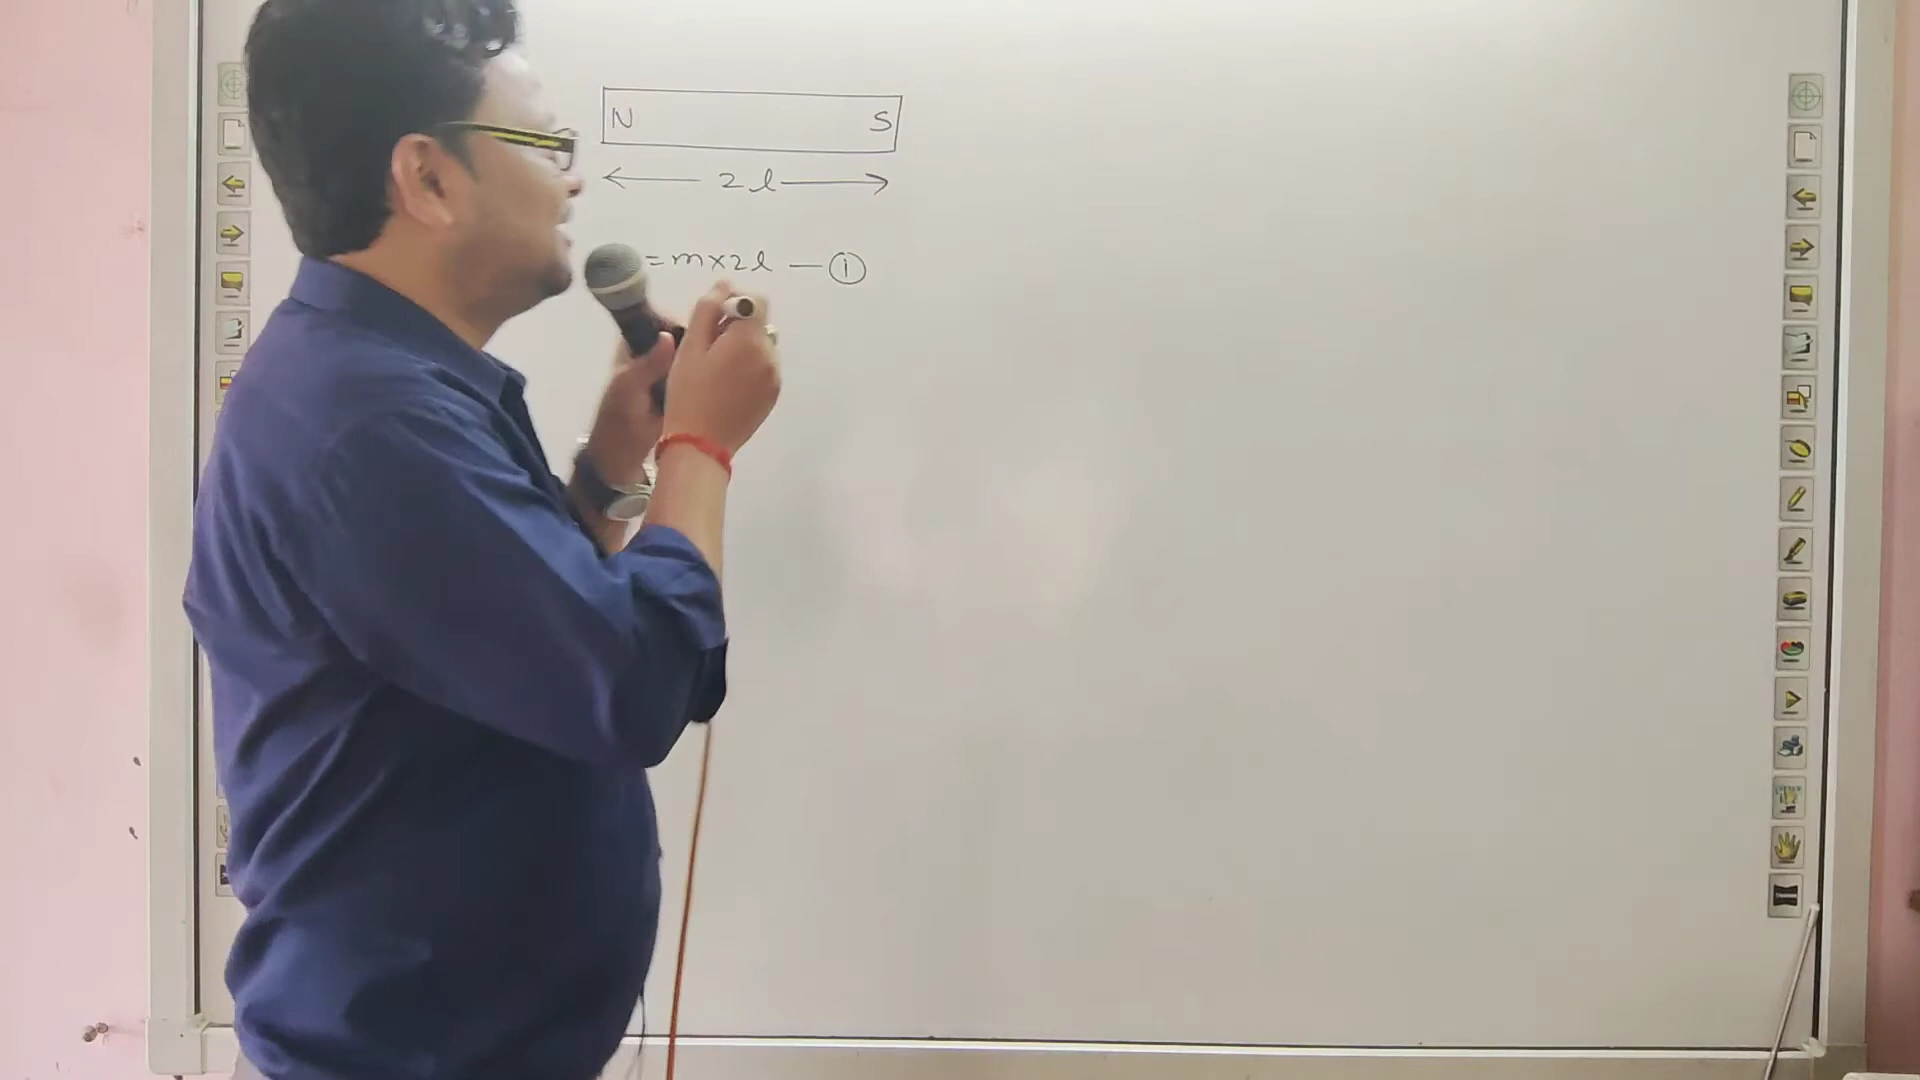 N S
2l
=m×2l — ①